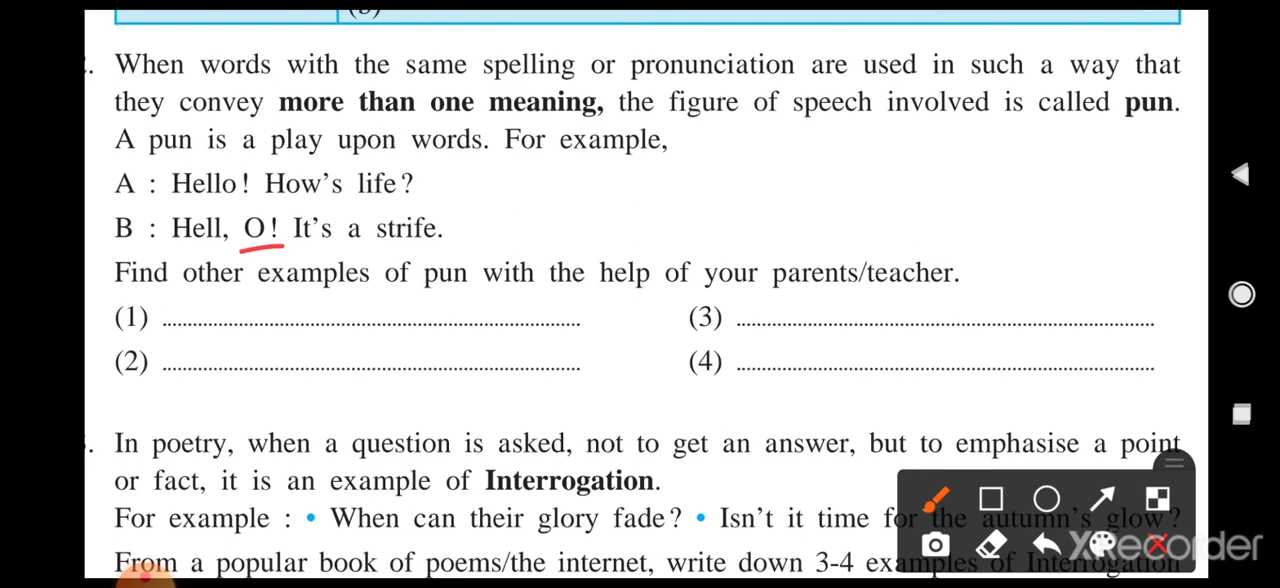 (b)
. When words with the same spelling or pronunciation are used in such a way that
they convey more than one meaning, the figure of speech involved is called pun.
A pun is a play upon words. For example,
A : Hello! How's life?
B : Hell, O! It's a strife.
Find other examples of pun with the help of your parents/teacher.
(1) ................................ (3) ................................
(2) ................................ (4) ................................
. In poetry, when a question is asked, not to get an answer, but to emphasise a point
or fact, it is an example of Interrogation.
For example : • When can their glory fade? • Isn't it time for the autumn's glow?
XRecorder
From a popular book of poems/the internet, write down 3-4 examples of Interrogation